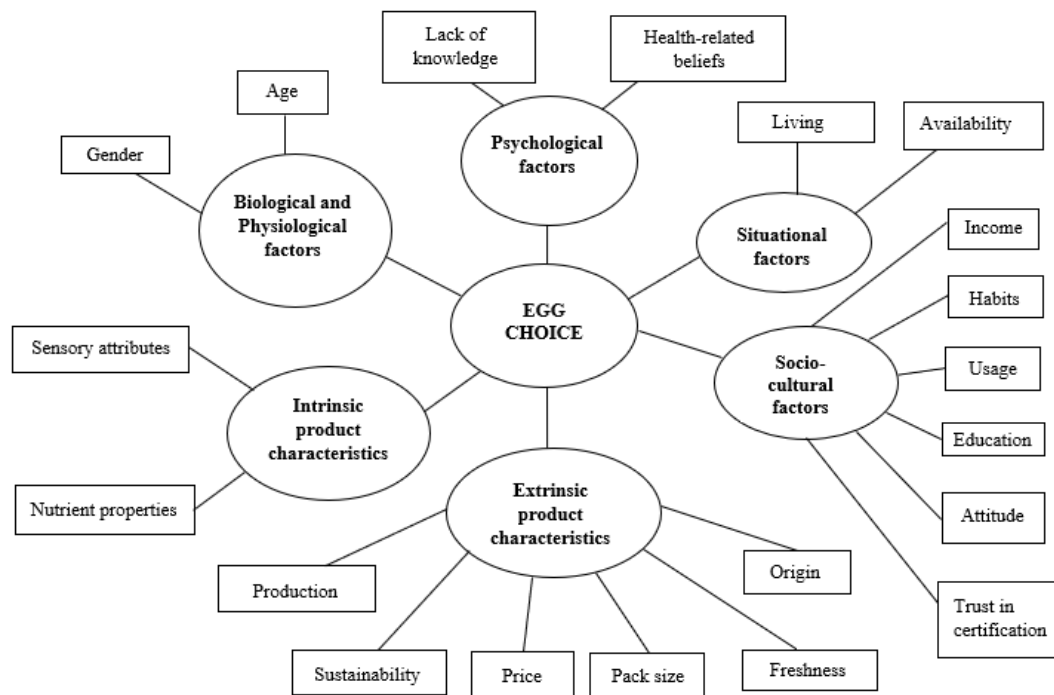 Lack of
knowledge
Health-related
beliefs
Age
Living
Availability
Gender
Psychological
factors
Biological and
Physiological
factors
Situational
factors
Income
EGG
CHOICE
Habits
Sensory attributes
Socio-
cultural
factors
Usage
Intrinsic
product
characteristics
Education
Nutrient properties
Extrinsic
product
characteristics
Attitude
Production
Origin
Trust in
certification
Sustainability
Price
Pack size
Freshness